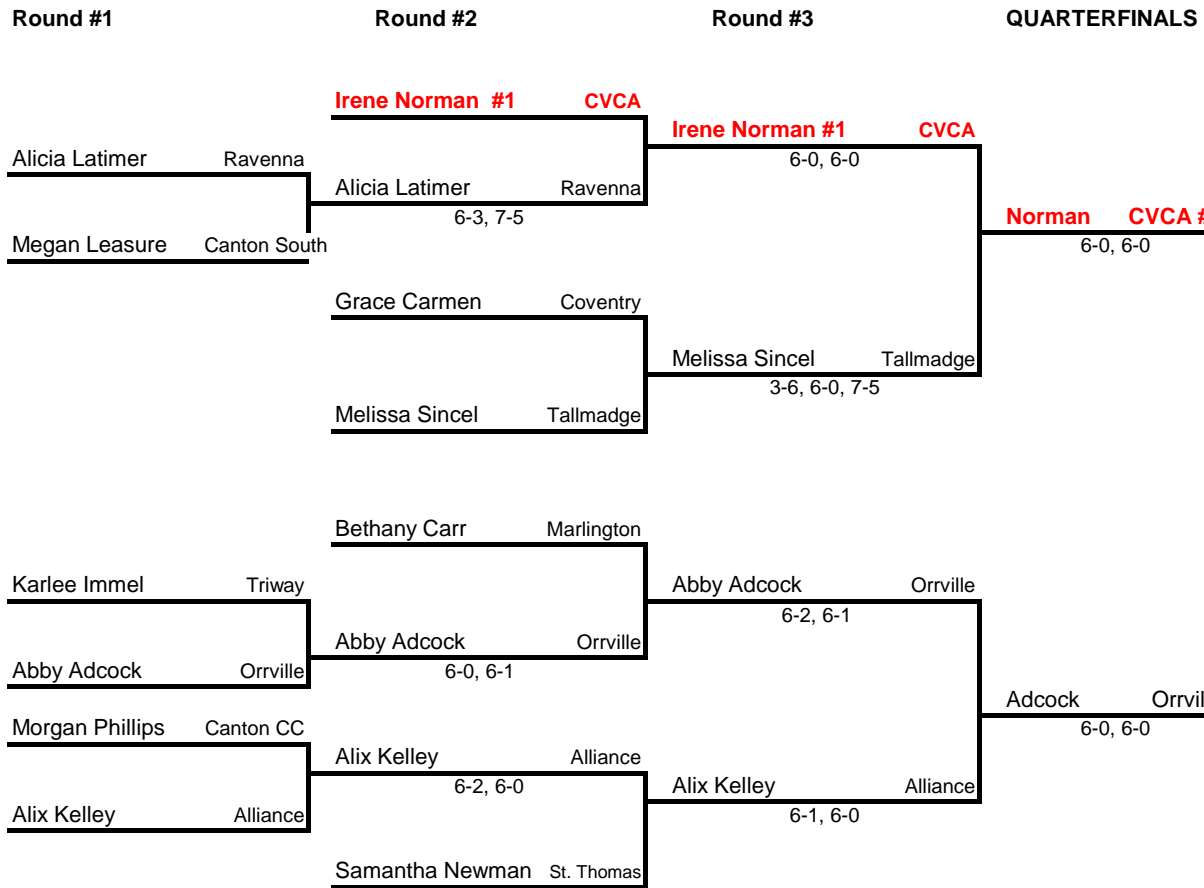 Round #1 Round #2 Round #3 QUARTERFINALS
Irene Norman #1 CVCA
Irene Norman #1 CVCA
Alicia Latimer Ravenna
6-0, 6-0
Alicia Latimer Ravenna
6-3, 7-5
Norman CVCA #
Megan Leasure Canton South
6-0, 6-0
Grace Carmen Coventry
Melissa Sincel Tallmadge
3-6, 6-0, 7-5
Melissa Sincel Tallmadge
Bethany Carr Marlington
Karlee Immel Triway
Abby Adcock Orrville
6-2, 6-1
Abby Adcock Orrville
6-0, 6-1
Abby Adcock Orrville
Adcock Orrvil
Morgan Phillips Canton CC
6-0, 6-0
Alix Kelley Alliance
6-2, 6-0
Alix Kelley Alliance
Alix Kelley Alliance
6-1, 6-0
Samantha Newman St. Thomas